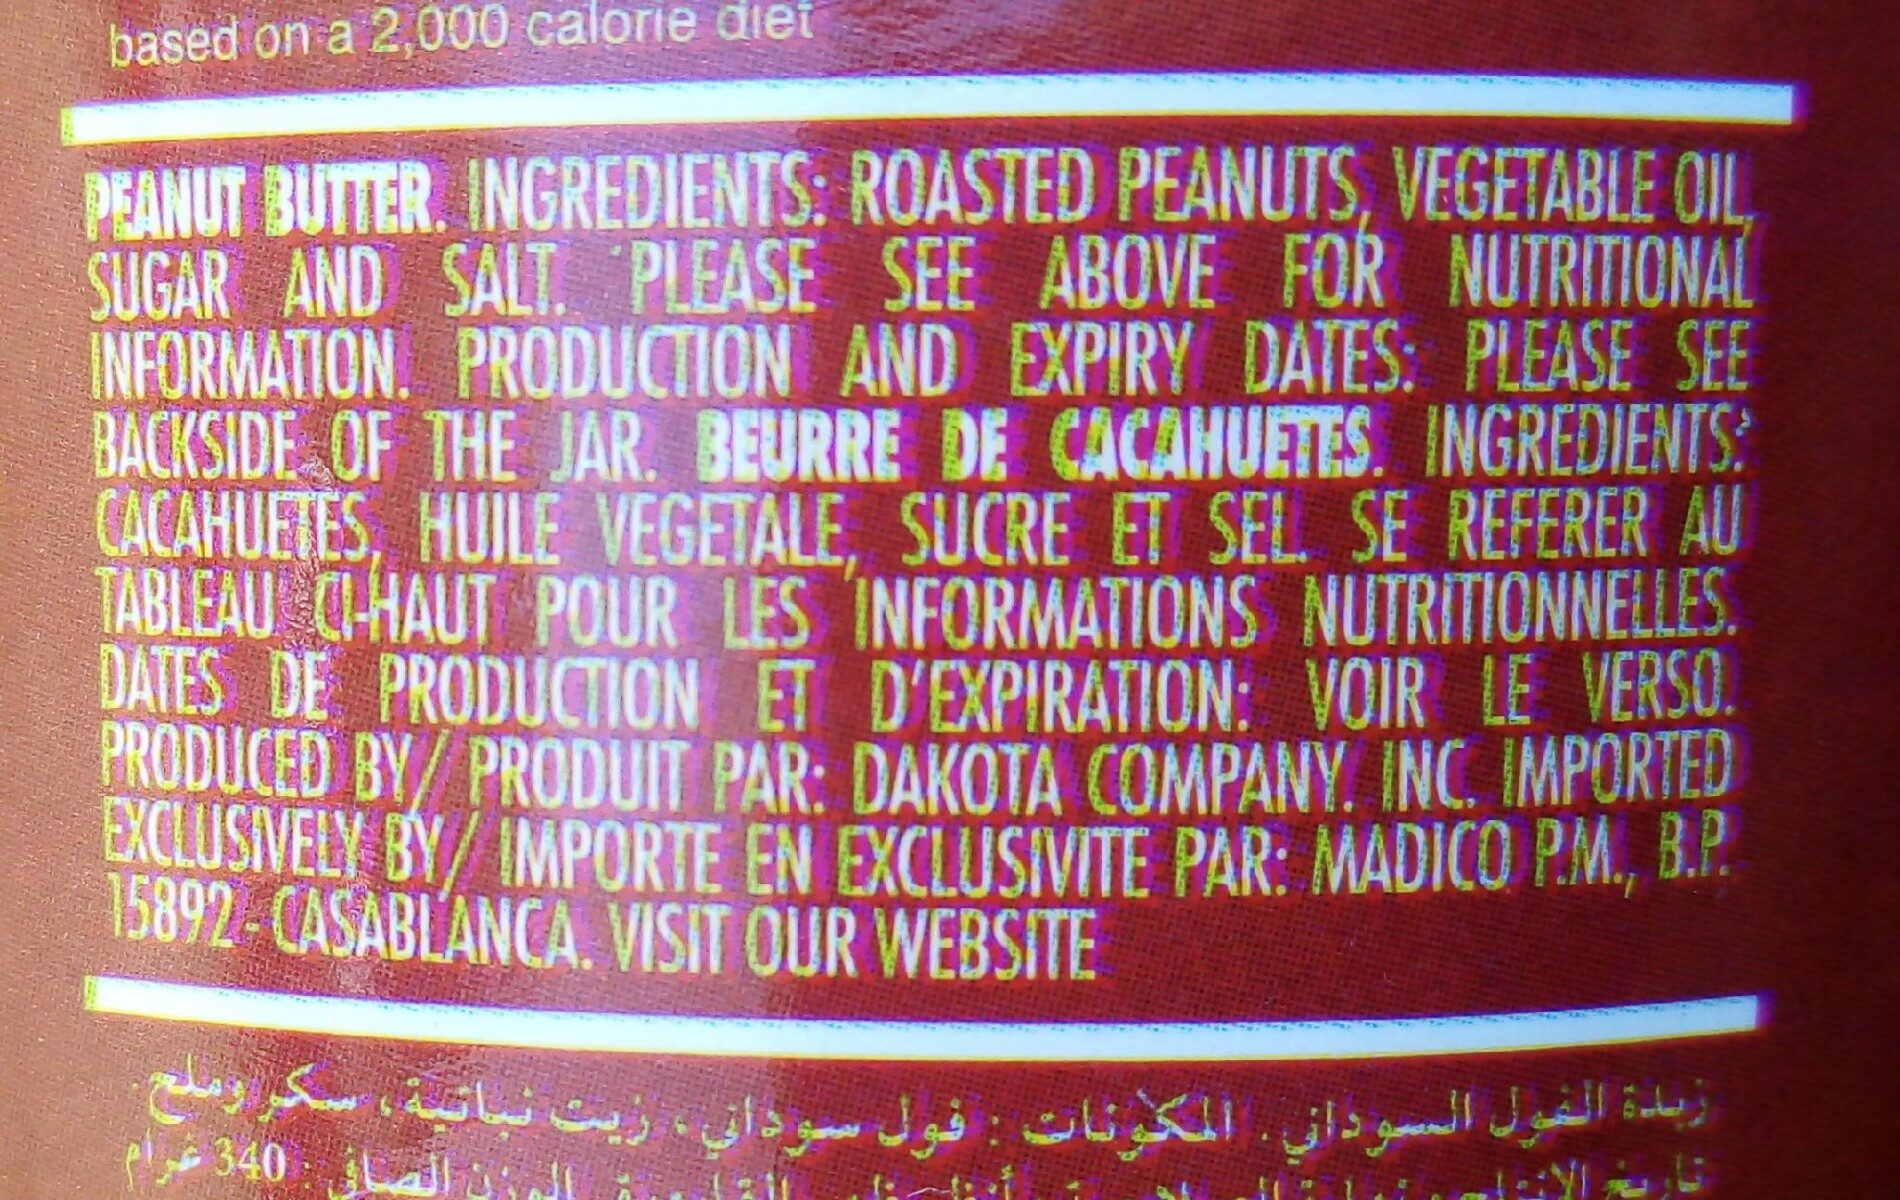 based on a 2,000 calorie diet
PEANUT BUTTER. INGREDIENTS: ROASTED PEANUTS, VEGETABLE OIL,
SUGAR AND SALT. PLEASE SEE ABOVE FOR NUTRITIONAL
INFORMATION. PRODUCTION AND EXPIRY DATES: PLEASE SEE
BACKSIDE OF THE JAR. BEURRE DE CACAHUETES. INGREDIENTS:
CACAHUETES, HUILE VEGETALE, SUCRE ET SEL. SE REFERER AU
TABLEAU CI-HAUT POUR LES INFORMATIONS NUTRITIONNELLES.
DATES DE PRODUCTION ET D'EXPIRATION: VOIR LE VERSO.
PRODUCED BY/ PRODUIT PAR: DAKOTA COMPANY. INC. IMPORTED
EXCLUSIVELY BY/ IMPORTE EN EXCLUSIVITE PAR: MADICO P.M., B.P.
15892 - CASABLANCA. VISIT OUR WEBSITE
زبدة الفول السوداني. المكونات : فول سوداني، زيت نباتية، سكر وملح.
الوزن الصافي : 340 غرام